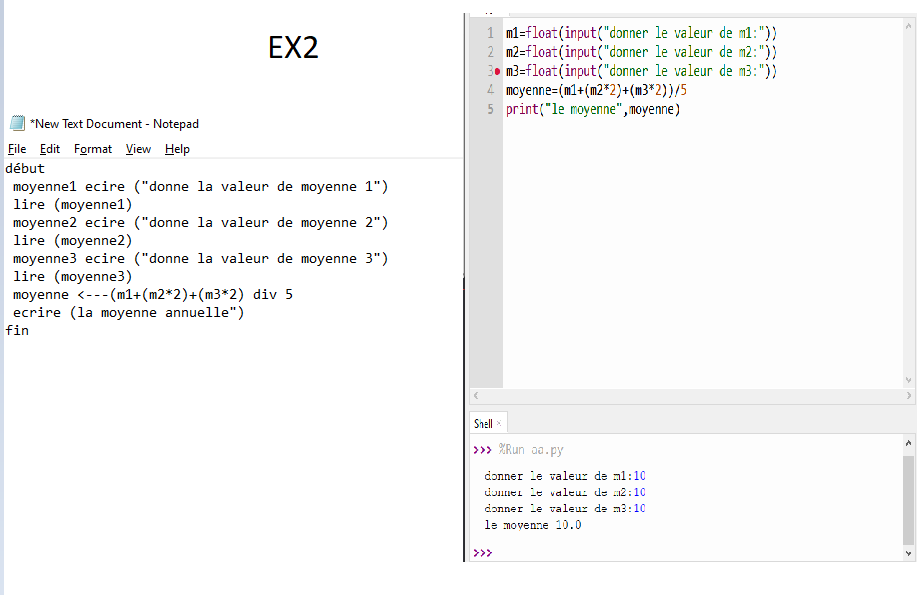 EX2
*New Text Document - Notepad
File Edit Format View Help
début
moyenne1 ecire ("donne la valeur de moyenne 1")
lire (moyenne1)
moyenne2 ecire ("donne la valeur de moyenne 2")
lire (moyenne2)
moyenne3 ecire ("donne la valeur de moyenne 3")
lire (moyenne3)
moyenne <---(m1+(m2*2)+(m3*2) div 5
ecrire (la moyenne annuelle")
fin
1 m1=float(input("donner le valeur de m1:"))
2 m2=float(input("donner le valeur de m2:"))
3 m3=float(input("donner le valeur de m3:"))
4 moyenne=(m1+(m2*2)+(m3*2))/5
5 print("le moyenne",moyenne)
Shell ×
>>> %Run aa.py
donner le valeur de m1:10
donner le valeur de m2:10
donner le valeur de m3:10
le moyenne 10.0
>>>